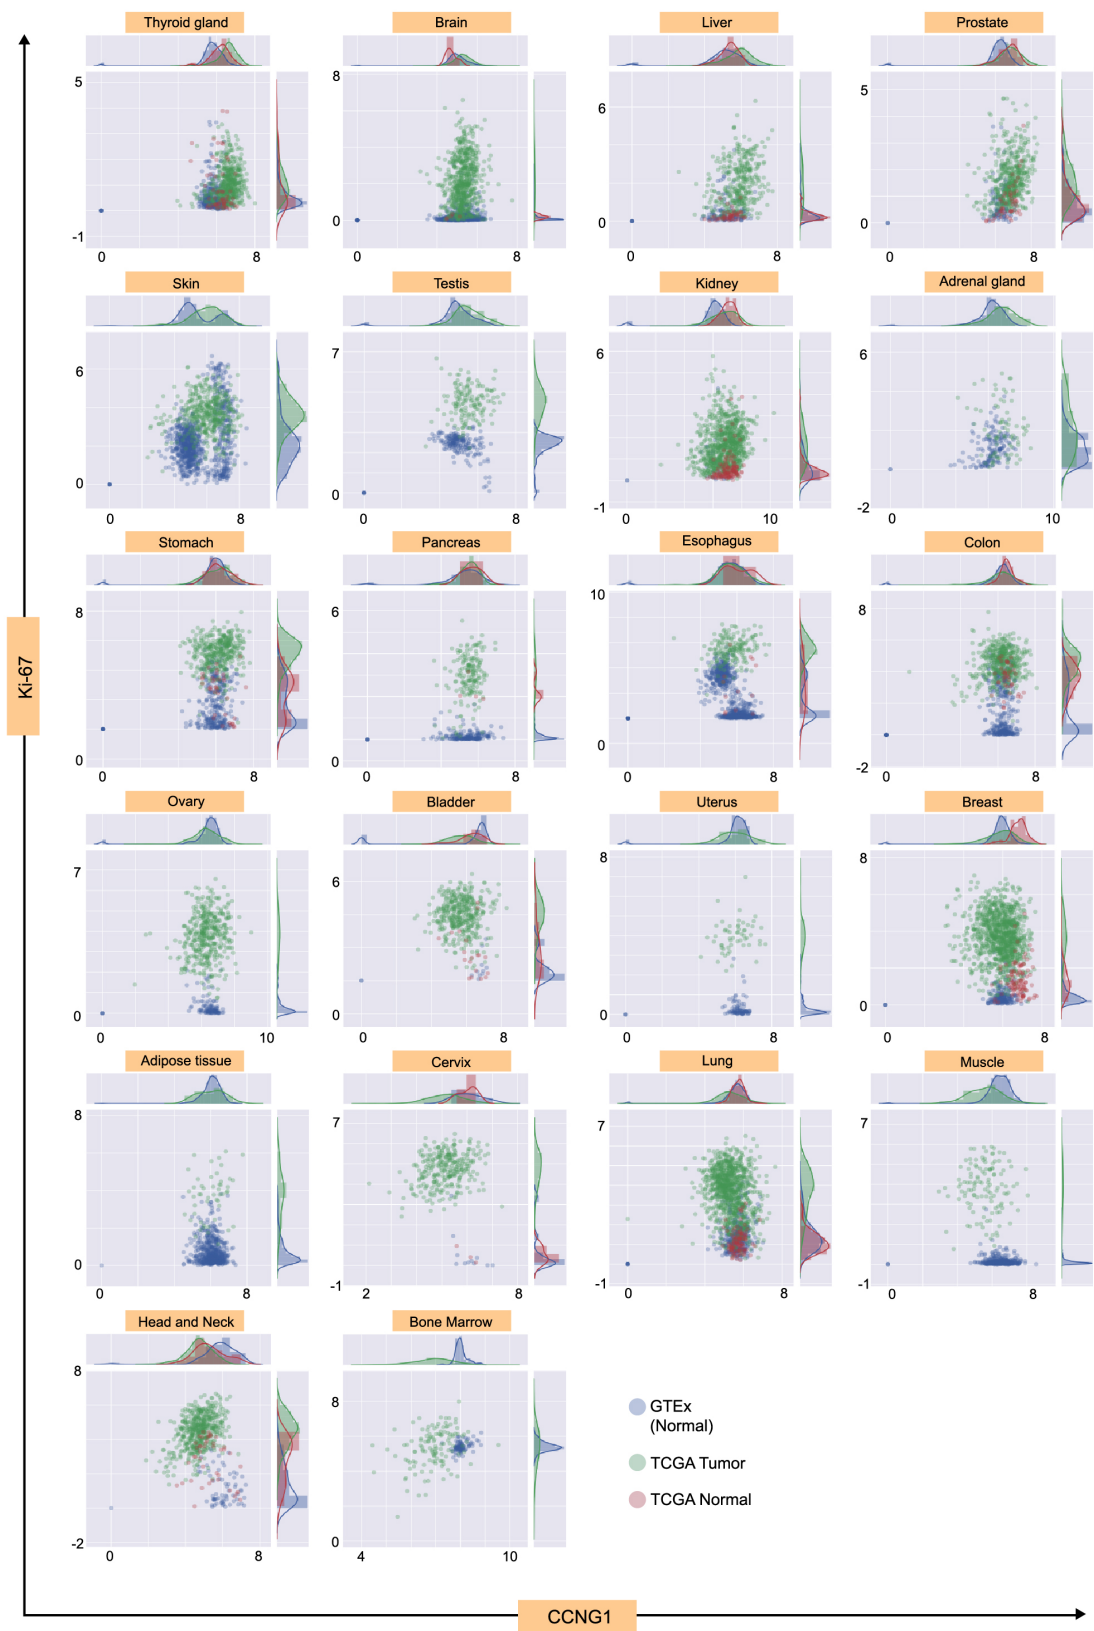 Thyroid gland
Brain
Liver
Prostate
5
-1
0 8
8
0
0 8
6
0
0 8
5
0
0 8
Skin
Testis
Kidney
Adrenal gland
6
0
0 8
7
0
0 8
6
-1
0 10
6
-2
0 10
Stomach
Pancreas
Esophagus
Colon
8
0
0 8
6
0
0 8
10
0
0 8
8
-2
0 8
Ki-67
Ovary
Bladder
Uterus
Breast
7
0
0 10
6
0
0 8
8
0
0 8
8
0
0 8
Adipose tissue
Cervix
Lung
Muscle
8
0
0 8
7
-1
2 8
7
-1
0 8
7
-1
0 8
Head and Neck
Bone Marrow
8
-2
0 8
8
0
4 10
GTEx
(Normal)
TCGA Tumor
TCGA Normal
CCNG1